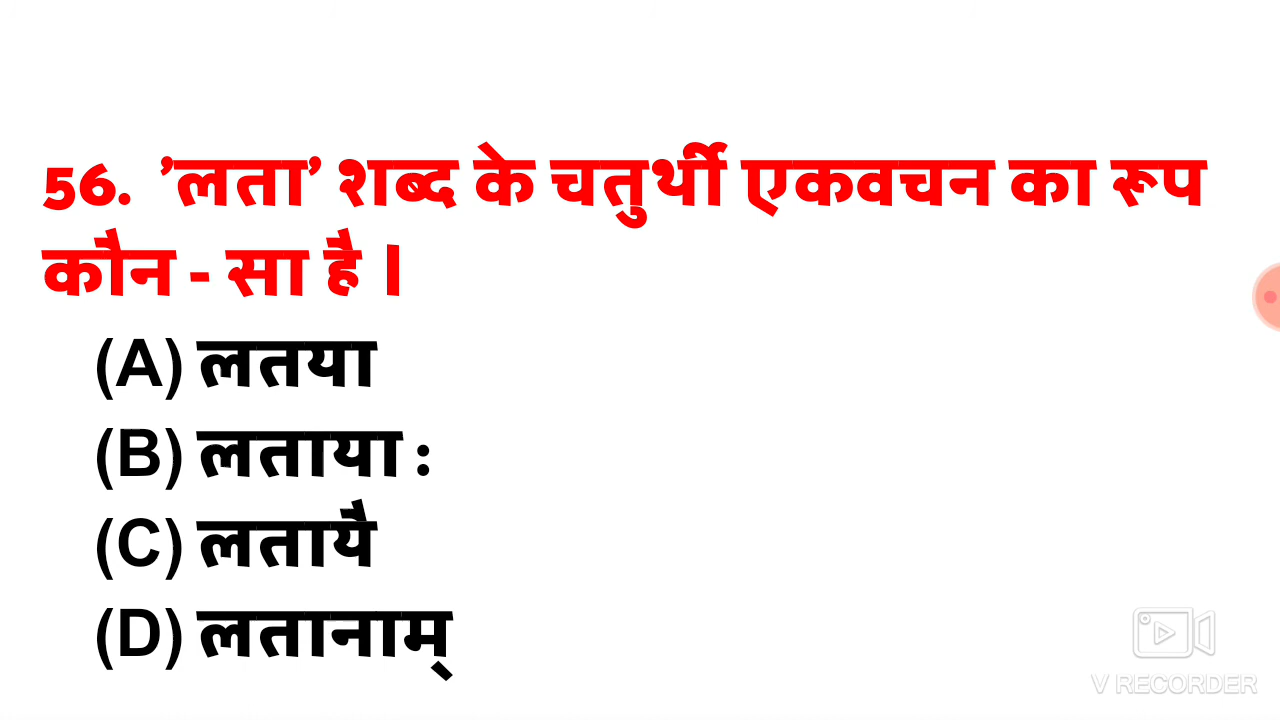 56. ’लता’ शब्द के चतुर्थी एकवचन का रूप
कौन - सा है ।
(A) लतया
(B) लताया :
(C) लतायै
(D) लतानाम्
V RECORDER